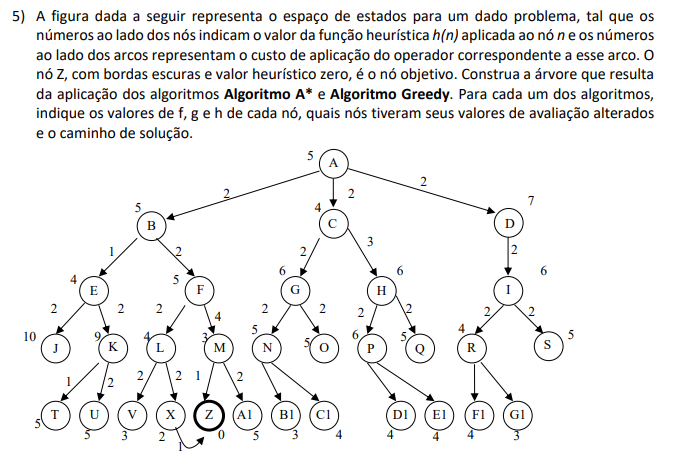 5) A figura dada a seguir representa o espaço de estados para um dado problema, tal que os
números ao lado dos nós indicam o valor da função heurística h(n) aplicada ao nó n e os números
ao lado dos arcos representam o custo de aplicação do operador correspondente a esse arco. O
nó Z, com bordas escuras e valor heurístico zero, é o nó objetivo. Construa a árvore que resulta
da aplicação dos algoritmos Algoritmo A* e Algoritmo Greedy. Para cada um dos algoritmos,
indique os valores de f, g e h de cada nó, quais nós tiveram seus valores de avaliação alterados
e o caminho de solução.
5 A
2 2 2
5 B 4 C 7 D
1 2 2 3 2
4 E 5 F 6 G 6 H 6 I
2 2 2 4 2 2 2 2 2 2
10 J 9 K 4 L 3 M 5 N 5 O 6 P 5 Q 4 R S 5
1 2 2 2 1 2
T U V X Z A1 B1 C1 D1 E1 F1 G1
5 5 3 2 1 0 5 3 4 4 4 4 3